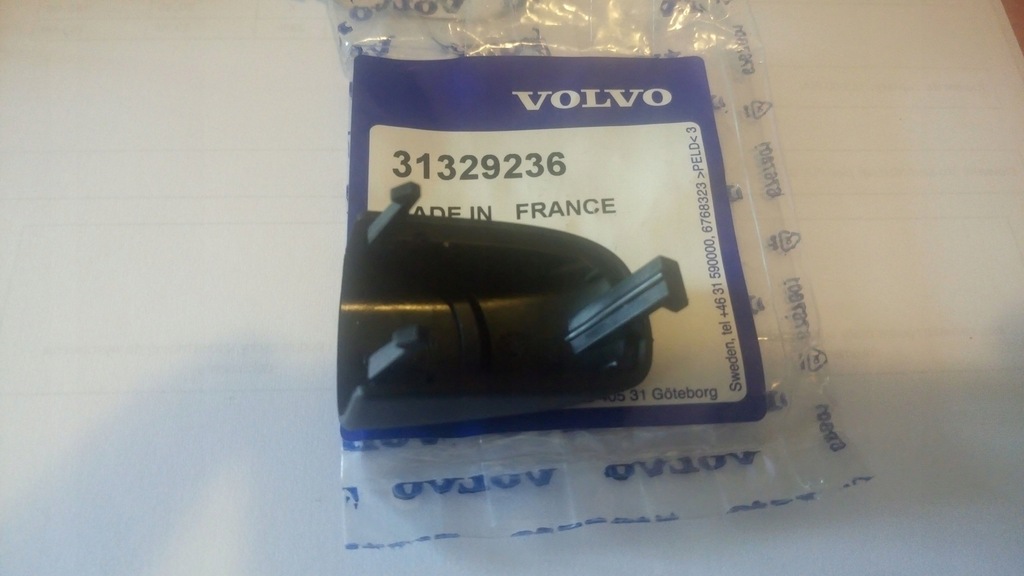 VOLVO
31329236
ADE IN FRANCE
405 31 Göteborg
Sweden, tel +46 31 590000, 6768323 >PELD< 3
VOLVO VOLVO